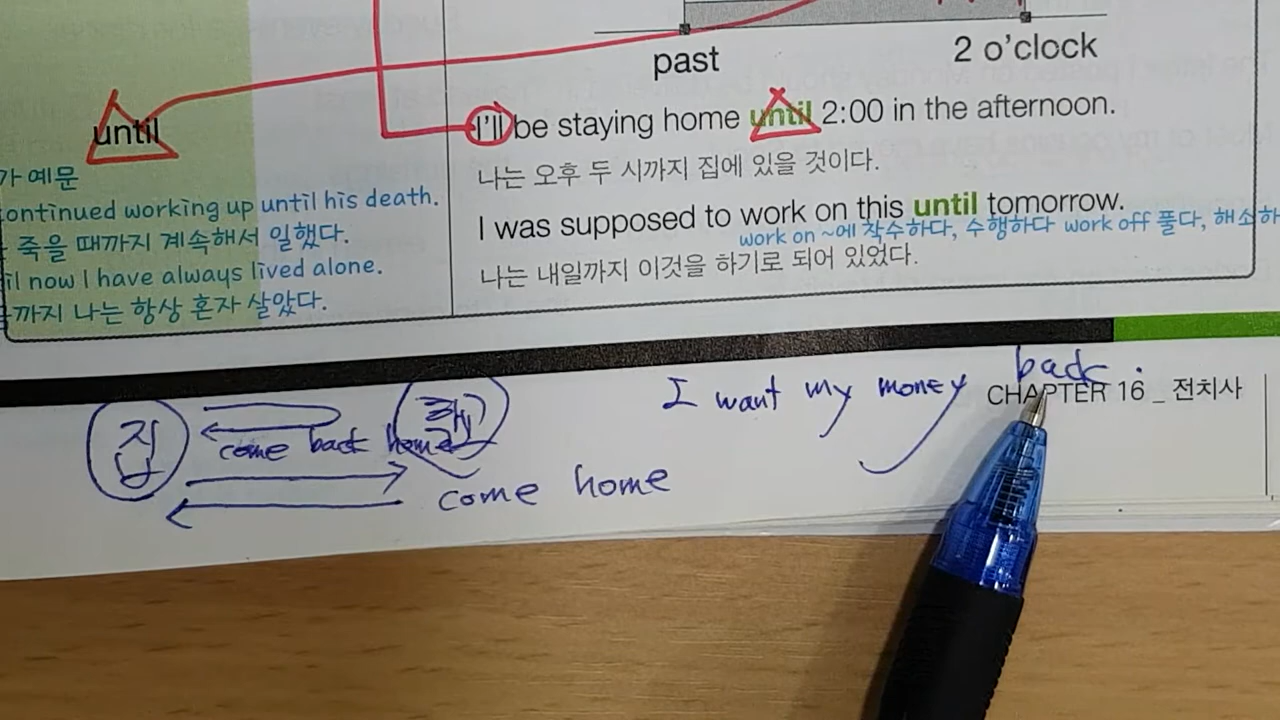 past
2 o'clock
until
I'll be staying home until 2:00 in the afternoon.
나는 오후 두 시까지 집에 있을 것이다.
I was supposed to work on this until tomorrow.
work on ~에 착수하다, 수행하다 work off 풀다, 해소하
나는 내일까지 이것을 하기로 되어 있었다.
가 예문
ontinued working up until his death.
죽을 때까지 계속해서 일했다.
il now I have always lived alone.
까지 나는 항상 혼자 살았다.
CHAPTER 16 _ 전치사
I want my money back.
집
come back home
come home